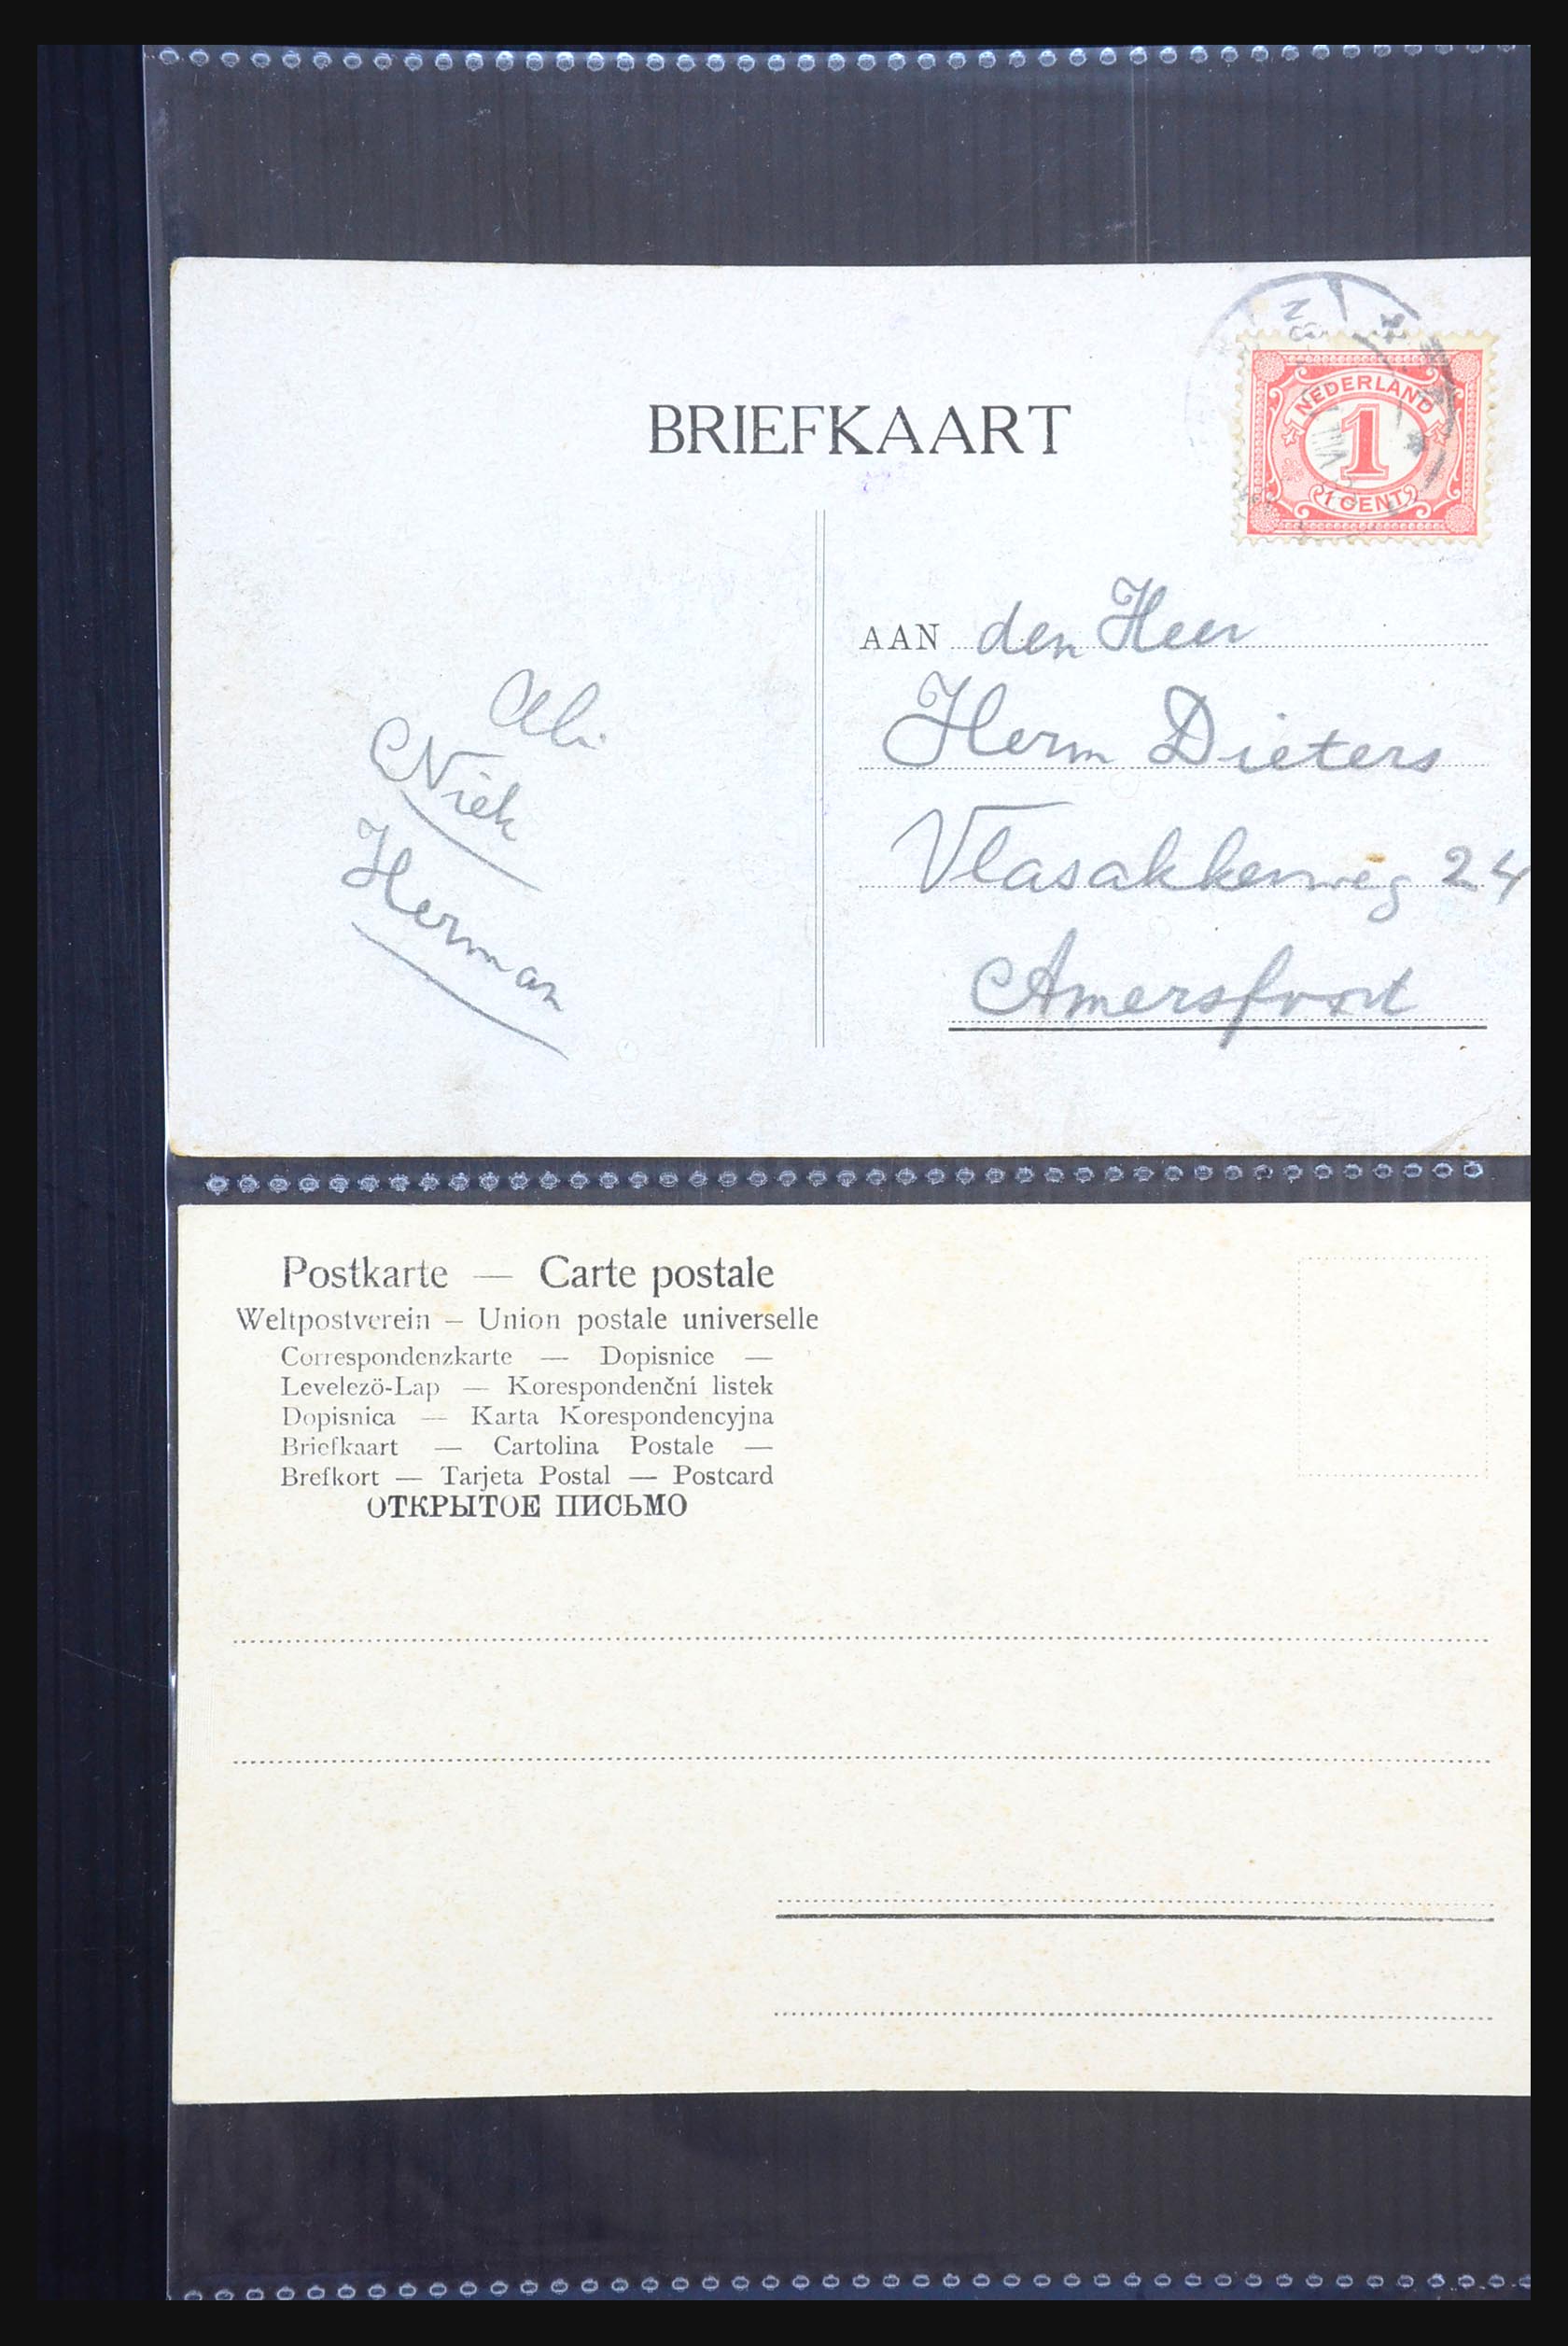 BRIEFKAART
NEDERLAND
1
1 CENT
AAN den Heer
Herm Dieters
Vlasakkerweg 24
Amersfoort
Niek
Herman
Postkarte — Carte postale
Weltpostverein – Union postale universelle
Correspondenzkarte — Dopisnice —
Levelezö-Lap — Korespondenční listek
Dopisnica — Karta Korespondencyjna
Briefkaart — Cartolina Postale —
Brefkort — Tarjeta Postal — Postcard
ОТКРЫТОЕ ПИСЬМО